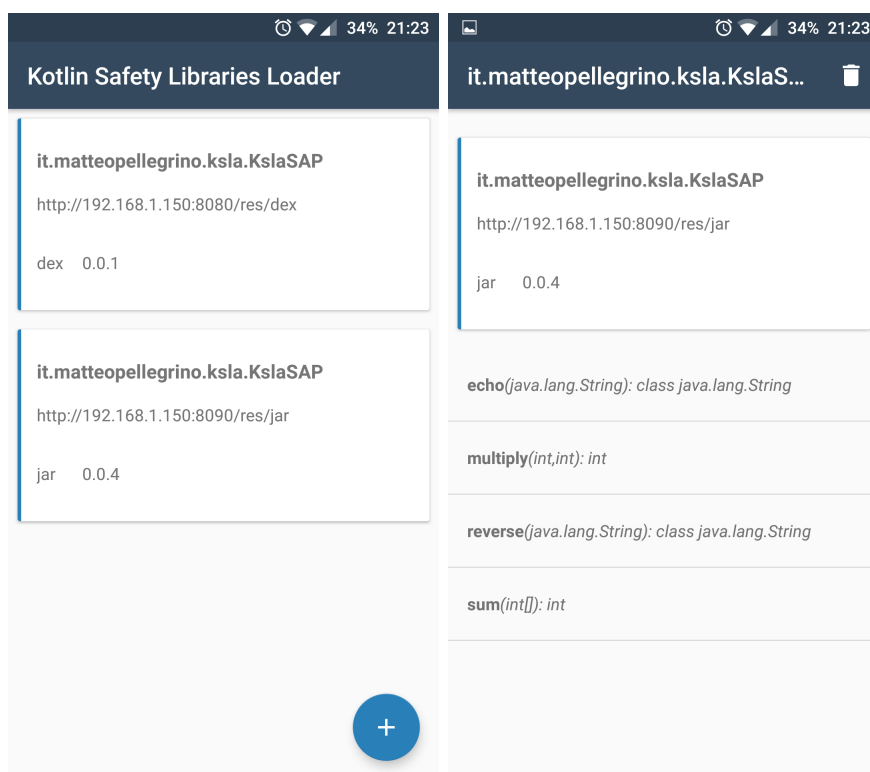 34% 21:23
Kotlin Safety Libraries Loader
it.matteopellegrino.ksla.KslaSAP
http://192.168.1.150:8080/res/dex
dex 0.0.1
it.matteopellegrino.ksla.KslaSAP
http://192.168.1.150:8090/res/jar
jar 0.0.4
+
34% 21:23
it.matteopellegrino.ksla.KslaS...
it.matteopellegrino.ksla.KslaSAP
http://192.168.1.150:8090/res/jar
jar 0.0.4
echo(java.lang.String): class java.lang.String
multiply(int,int): int
reverse(java.lang.String): class java.lang.String
sum(int[]): int